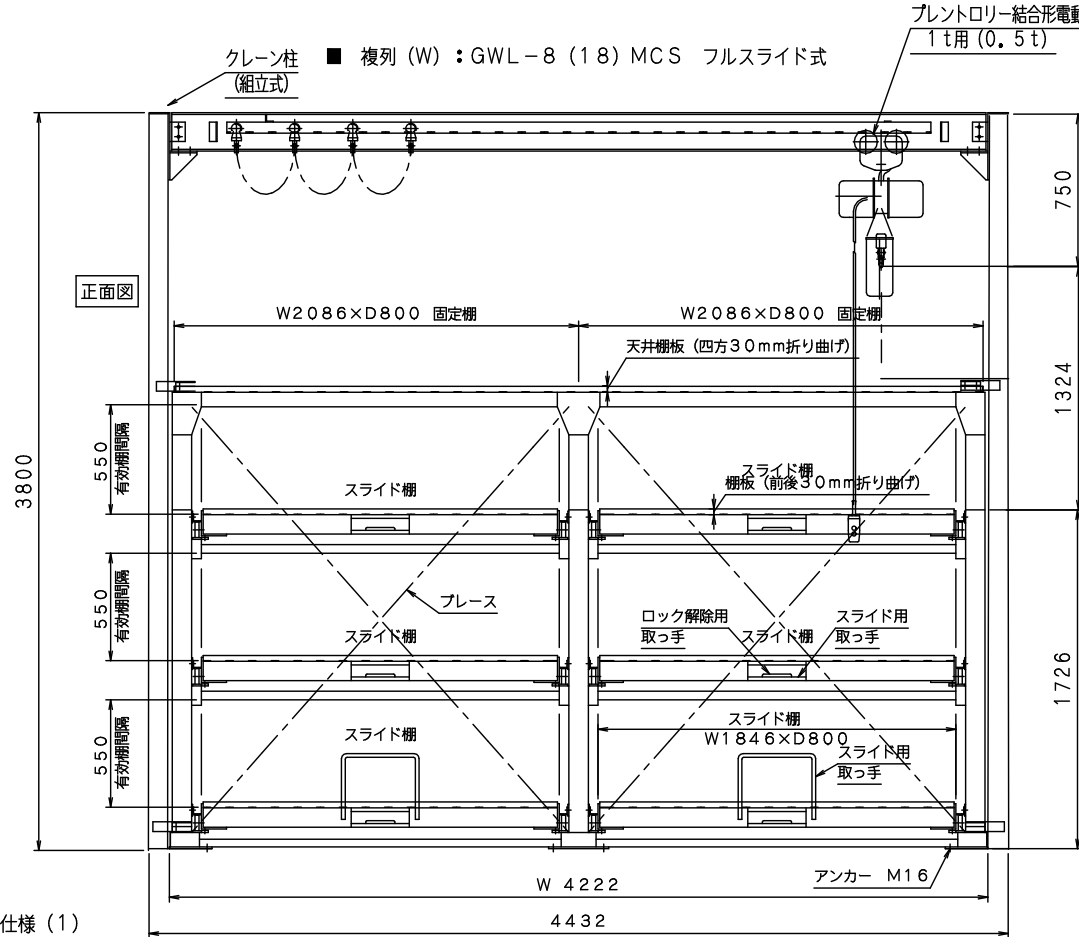 プレントロリー結合形電動
1t用(0.5t)
クレーン柱
(組立式)
■ 複列(W):GWL-8(18)MCS フルスライド式
750
正面図
W2086×D800 固定棚
W2086×D800 固定棚
天井棚板(四方30mm折り曲げ)
1324
3800
550
有効棚間隔
スライド棚
スライド棚
棚板(前後30mm折り曲げ)
550
有効棚間隔
ブレース
スライド棚
ロック解除用
取っ手
スライド棚
スライド用
取っ手
1726
550
有効棚間隔
スライド棚
スライド棚
W1846×D800
スライド用
取っ手
アンカー M16
W 4222
4432
仕様(1)